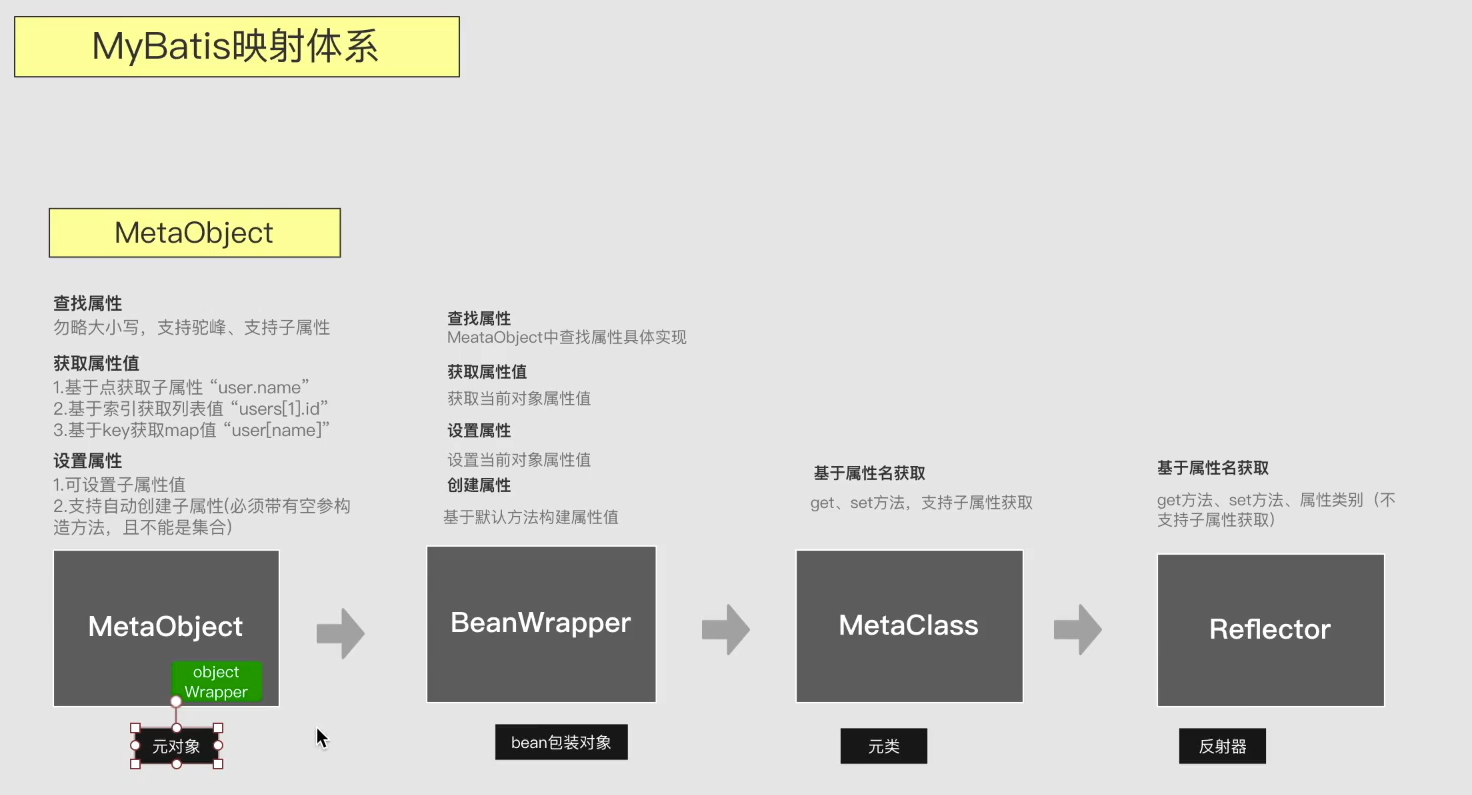 MyBatis映射体系
MetaObject
查找属性
勿略大小写，支持驼峰、支持子属性
获取属性值
1.基于点获取子属性 “user.name”
2.基于索引获取列表值 “users[1].id”
3.基于key获取map值 “user[name]”
设置属性
1.可设置子属性值
2.支持自动创建子属性(必须带有空参构
造方法，且不能是集合)
MetaObject
object
Wrapper
元对象
查找属性
MeataObject中查找属性具体实现
获取属性值
获取当前对象属性值
设置属性
设置当前对象属性值
创建属性
基于默认方法构建属性值
BeanWrapper
bean包装对象
基于属性名获取
get、set方法，支持子属性获取
MetaClass
元类
基于属性名获取
get方法、set方法、属性类别（不
支持子属性获取）
Reflector
反射器